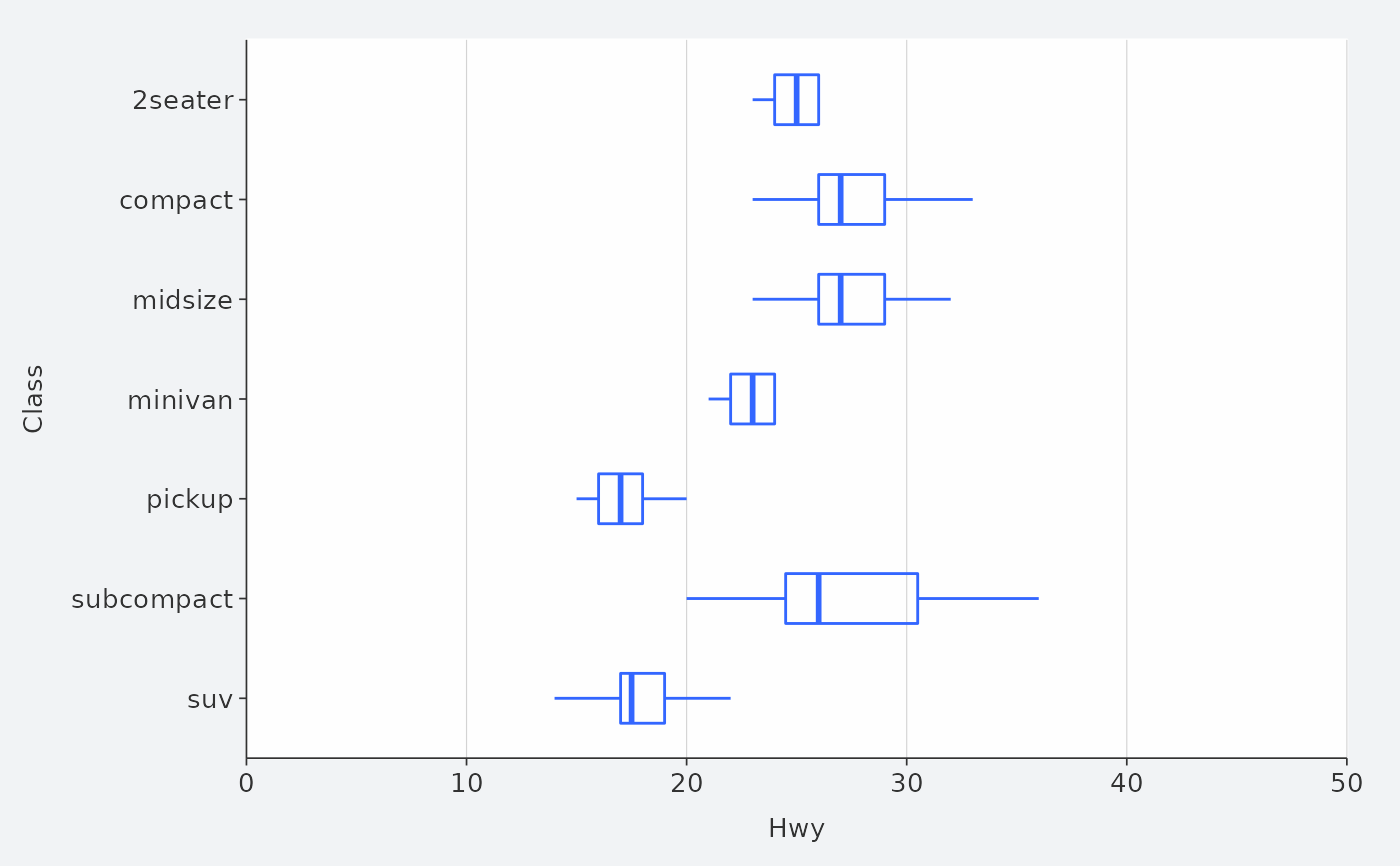 2seater
compact
midsize
minivan
pickup
subcompact
suv
Class
0 10 20 30 40 50
Hwy